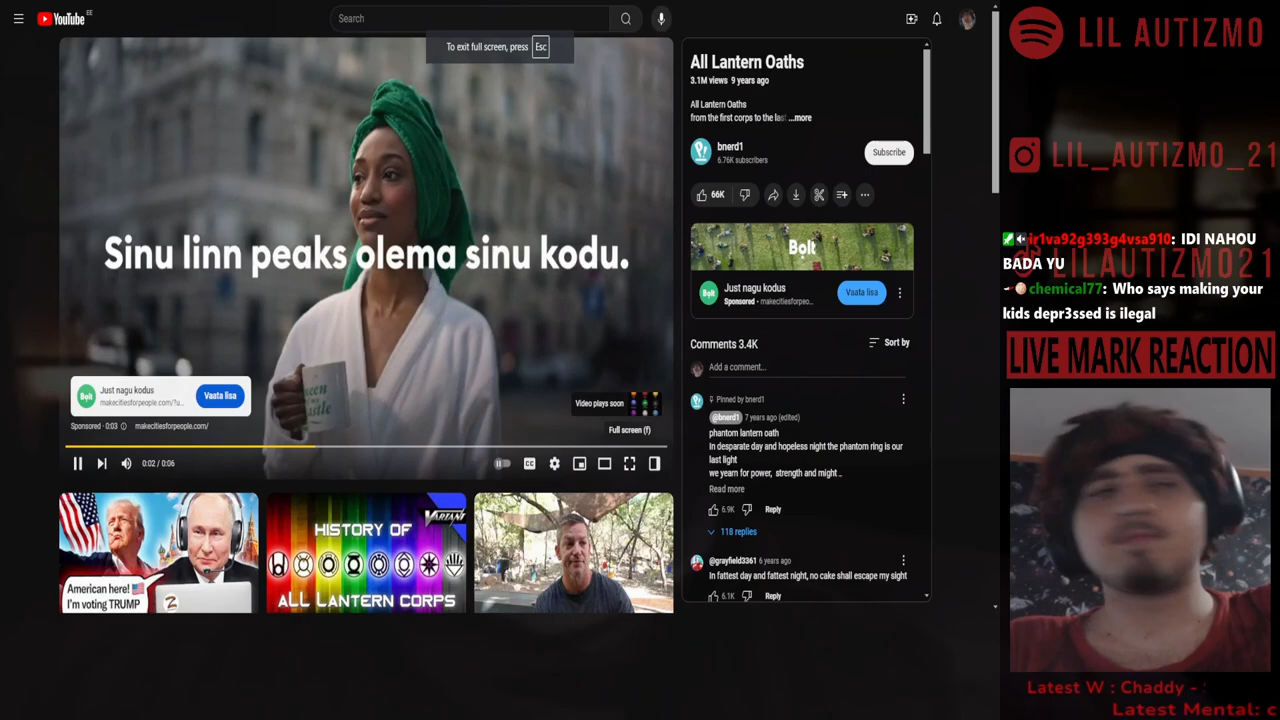 YouTube EE
Search
To exit full screen, press Esc
Sinu linn peaks olema sinu kodu.
Bolt
Just nagu kodus
makecitiesforpeople.com/?u...
Vaata lisa
Sponsored · 0:03
makecitiesforpeople.com/
Video plays soon
Full screen (f)
0:02 / 0:06
CC
American here!
I'm voting TRUMP
Z
HISTORY OF
VARIANT
ALL LANTERN CORPS
All Lantern Oaths
3.1M views 9 years ago
All Lantern Oaths
from the first corps to the las ...more
bnerd1
6.76K subscribers
Subscribe
66K
Bolt
Bolt
Just nagu kodus
Sponsored · makecitiesforpeo...
Vaata lisa
Comments 3.4K
Sort by
Add a comment...
Pinned by bnerd1
@bnerd1 7 years ago (edited)
phantom lantern oath
In desparate day and hopeless night the phantom ring is our
last light
we yearn for power, strength and might ..
Read more
6.9K Reply
118 replies
@grayfield3361 6 years ago
In fattest day and fattest night, no cake shall escape my sight
6.1K Reply
LIL AUTIZMO
LIL_AUTIZMO_21
LILAUTIZMO21
ir1va92g393g4vsa910: IDI NAHOU
BADA YU
chemical77: Who says making your
kids depr3ssed is ilegal
LIVE MARK REACTION
Latest W : Chaddy -
Latest Mental: c